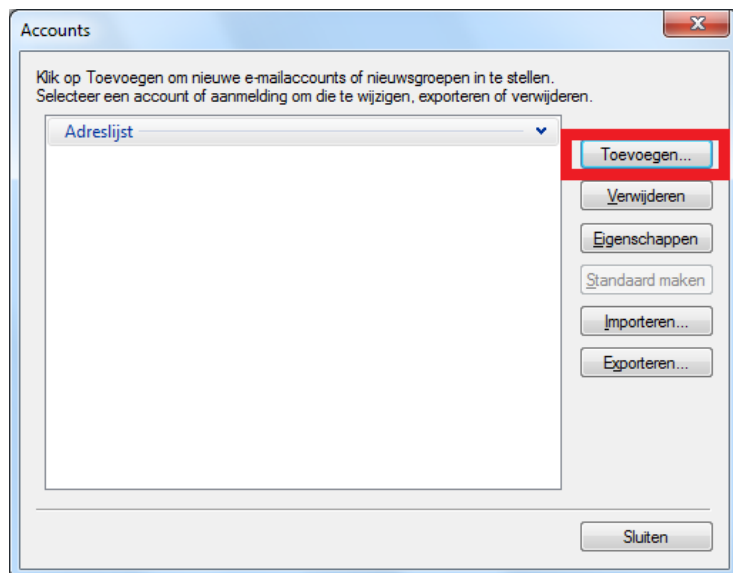 Accounts
Klik op Toevoegen om nieuwe e-mailaccounts of nieuwsgroepen in te stellen.
Selecteer een account of aanmelding om die te wijzigen, exporteren of verwijderen.
Adreslijst
Toevoegen...
Verwijderen
Eigenschappen
Standaard maken
Importeren...
Exporteren...
Sluiten